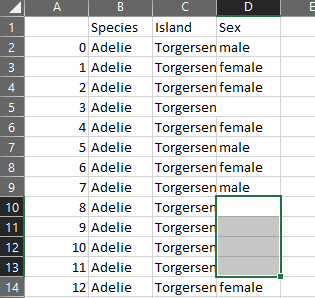 A B C D E
1 Species Island Sex
2 0 Adelie Torgersen male
3 1 Adelie Torgersen female
4 2 Adelie Torgersen female
5 3 Adelie Torgersen
6 4 Adelie Torgersen female
7 5 Adelie Torgersen male
8 6 Adelie Torgersen female
9 7 Adelie Torgersen male
10 8 Adelie Torgersen
11 9 Adelie Torgersen
12 10 Adelie Torgersen
13 11 Adelie Torgersen
14 12 Adelie Torgersen female